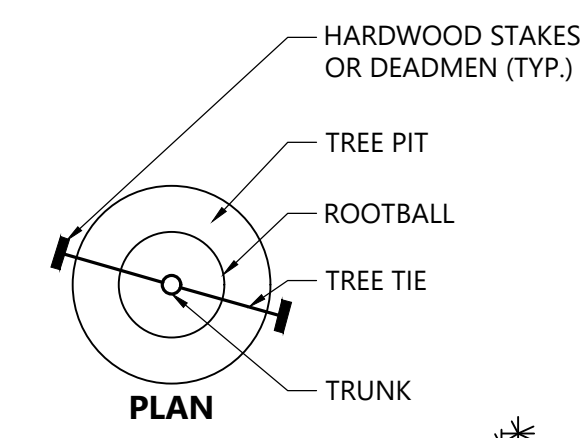 HARDWOOD STAKES
OR DEADMEN (TYP.)
TREE PIT
ROOTBALL
TREE TIE
TRUNK
PLAN